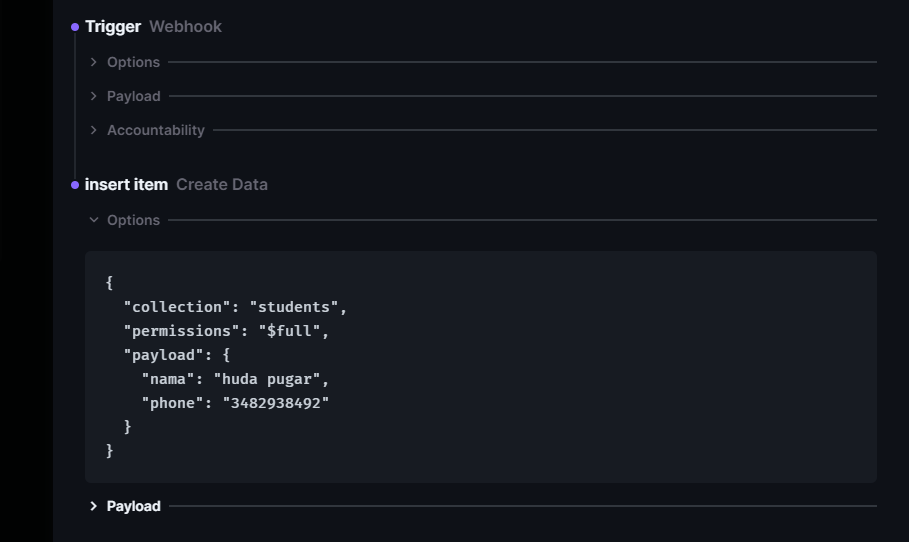 Trigger Webhook
Options
Payload
Accountability
insert item Create Data
Options
{
  "collection": "students",
  "permissions": "$full",
  "payload": {
    "nama": "huda pugar",
    "phone": "3482938492"
  }
}
Payload